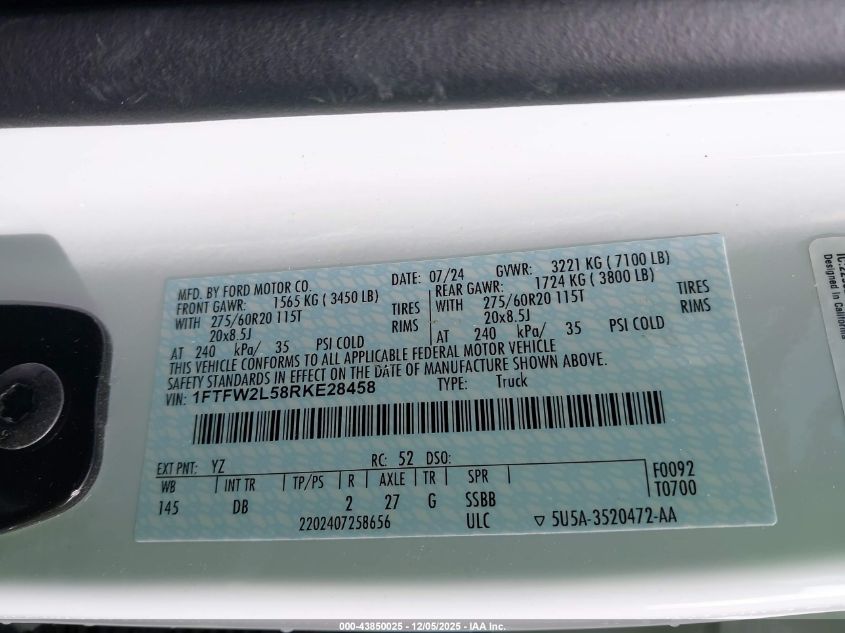 MFD. BY FORD MOTOR CO. DATE: 07/24 GVWR: 3221 KG ( 7100 LB)
FRONT GAWR: 1565 KG ( 3450 LB) REAR GAWR: 1724 KG ( 3800 LB)
WITH 275/60R20 115T TIRES WITH 275/60R20 115T TIRES
20x8.5J RIMS 20x8.5J RIMS
AT 240 kPa/ 35 PSI COLD AT 240 kPa/ 35 PSI COLD
THIS VEHICLE CONFORMS TO ALL APPLICABLE FEDERAL MOTOR VEHICLE
SAFETY STANDARDS IN EFFECT ON THE DATE OF MANUFACTURE SHOWN ABOVE.
VIN: 1FTFW2L58RKE28458 TYPE: Truck
EXT PNT: YZ RC: 52 DSO: F0092
WB INT TR TP/PS R AXLE TR SPR T0700
145 DB 2 27 G SSBB
2202407258656 ULC ▽ 5U5A-3520472-AA
Designed in California
000-43850025 - 12/05/2025 - IAA Inc.